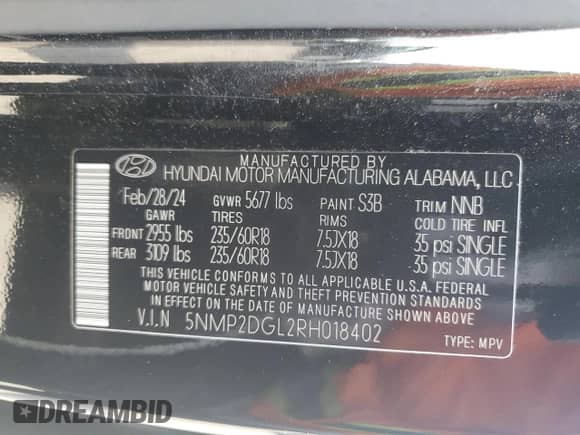 MANUFACTURED BY
HYUNDAI MOTOR MANUFACTURING ALABAMA, LLC
Feb/28/24 GVWR 5677 lbs PAINT S3B TRIM NNB
GAWR TIRES RIMS COLD TIRE INFL
FRONT 2955 lbs 235/60R18 7.5JX18 35 psi SINGLE
REAR 3109 lbs 235/60R18 7.5JX18 35 psi SINGLE
THIS VEHICLE CONFORMS TO ALL APPLICABLE U.S.A. FEDERAL
MOTOR VEHICLE SAFETY AND THEFT PREVENTION STANDARDS
IN EFFECT ON THE DATE OF MANUFACTURE SHOWN ABOVE
V.I.N 5NMP2DGL2RH018402
TYPE: MPV
DREAMBID